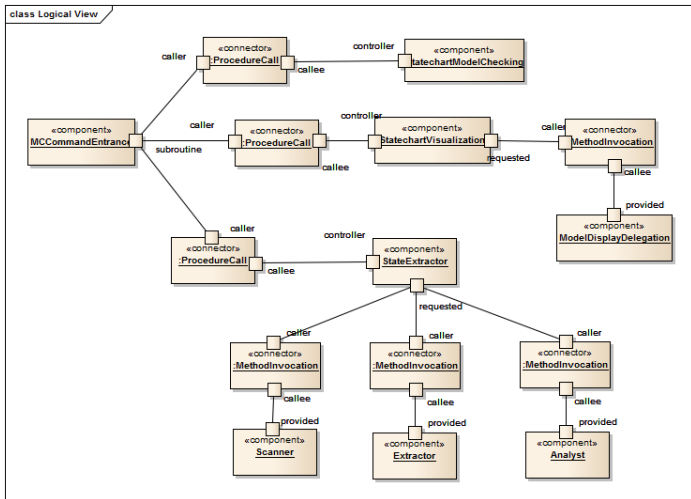 class Logical View
«connector»
:ProcedureCall
caller
callee
controller
«component»
StatechartModelChecking
«component»
MCCommandEntrance
subroutine
caller
«connector»
:ProcedureCall
callee
controller
«component»
StatechartVisualization
requested
caller
«connector»
MethodInvocation
callee
provided
«component»
ModelDisplayDelegation
caller
«connector»
:ProcedureCall
callee
controller
«component»
StateExtractor
requested
caller
«connector»
:MethodInvocation
callee
provided
«component»
Scanner
caller
«connector»
:MethodInvocation
callee
provided
«component»
Extractor
caller
«connector»
:MethodInvocation
callee
provided
«component»
Analyst